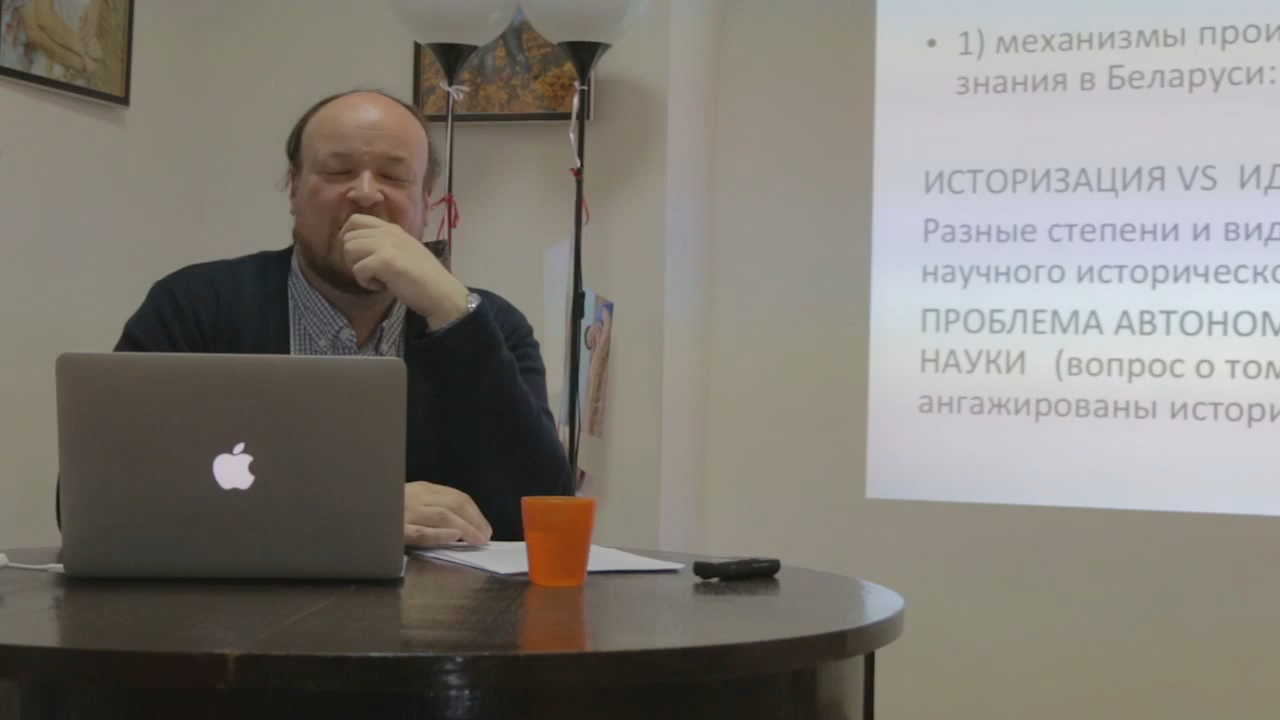 • 1) механизмы прои
знания в Беларуси:
ИСТОРИЗАЦИЯ VS ИД
Разные степени и вид
научного историческо
ПРОБЛЕМА АВТОНОМ
НАУКИ (вопрос о том
ангажированы истори